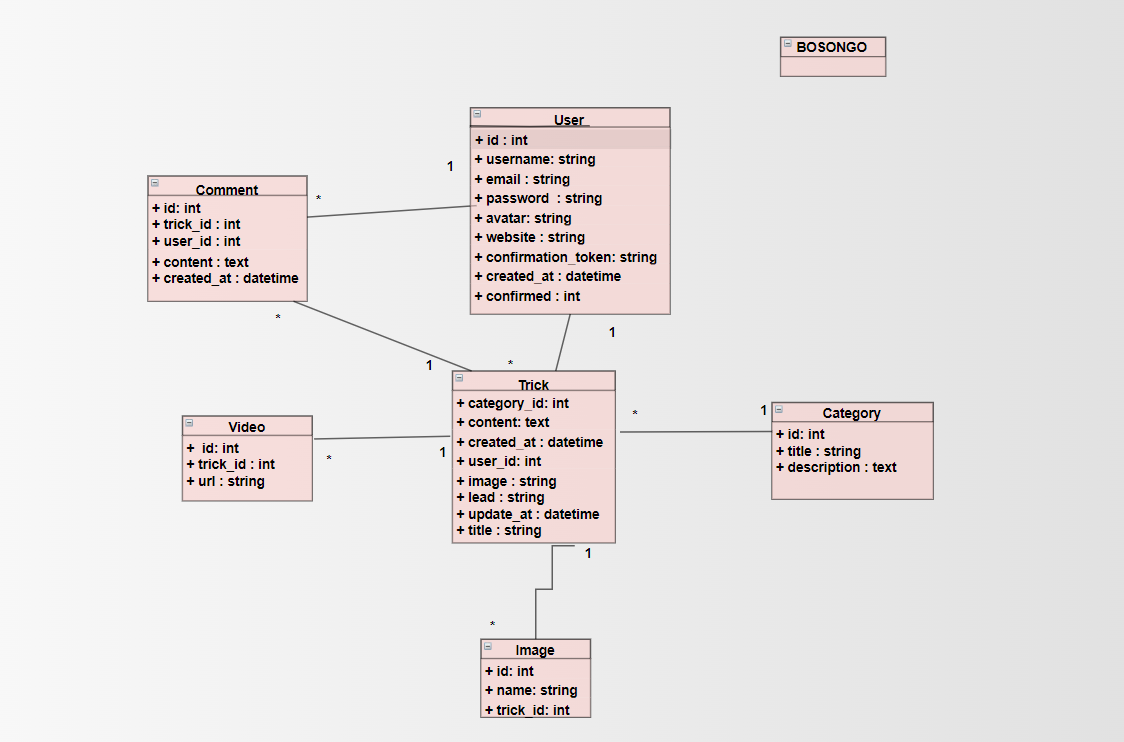 BOSONGO
User
+ id : int
+ username: string
+ email : string
+ password : string
+ avatar: string
+ website : string
+ confirmation_token: string
+ created_at : datetime
+ confirmed : int
1
*
Comment
+ id: int
+ trick_id : int
+ user_id : int
+ content : text
+ created_at : datetime
*
1
1
*
Trick
+ category_id: int
+ content: text
+ created_at : datetime
+ user_id: int
+ image : string
+ lead : string
+ update_at : datetime
+ title : string
Video
+ id: int
+ trick_id : int
+ url : string
*
1
*
1
Category
+ id: int
+ title : string
+ description : text
1
*
Image
+ id: int
+ name: string
+ trick_id: int